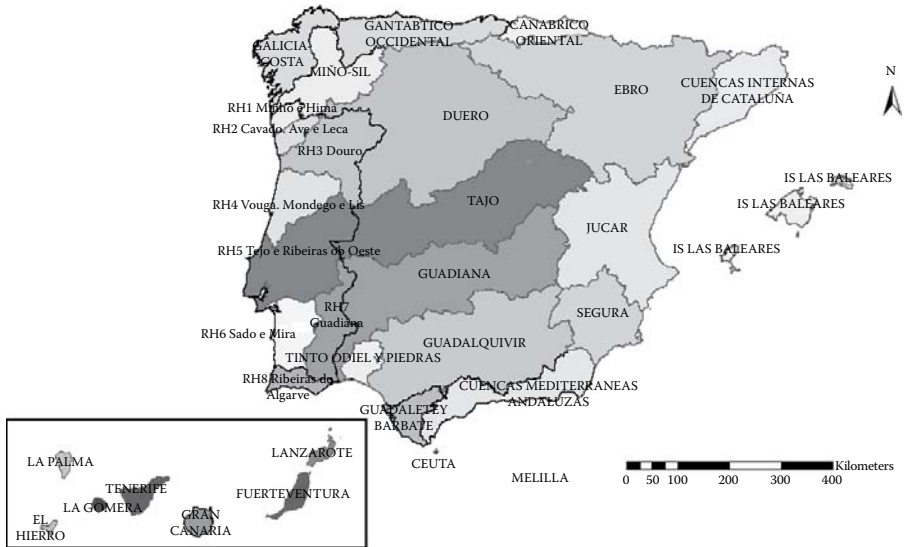 GANTABTICO
OCCIDENTAL
CANABRICO
ORIENTAL
GALICIA-
COSTA
MIÑO-SIL
EBRO
CUENCAS INTERNAS
DE CATALUÑA
N
RH1 Minho e Hima
DUERO
RH2 Cavado. Ave e Leca
RH3 Douro
IS LAS BALEARES
RH4 Vouga. Mondego e Lis
TAJO
IS LAS BALEARES
JUCAR
RH5 Tejo e Ribeiras ob Oeste
IS LAS BALEARES
GUADIANA
RH7
Guadiana
SEGURA
RH6 Sado e Mira
GUADALQUIVIR
TINTO ODIEL Y PIEDRAS
RH8 Ribeiras do
Algarve
CUENCAS MEDITERRANEAS
ANDALUZAS
GUADALETEY
BARBATE
CEUTA
MELILLA
LA PALMA
LANZAROTE
TENERIFE
FUERTEVENTURA
LA GOMERA
GRAN
CANARIA
EL
HIERRO
Kilometers
0 50 100 200 300 400